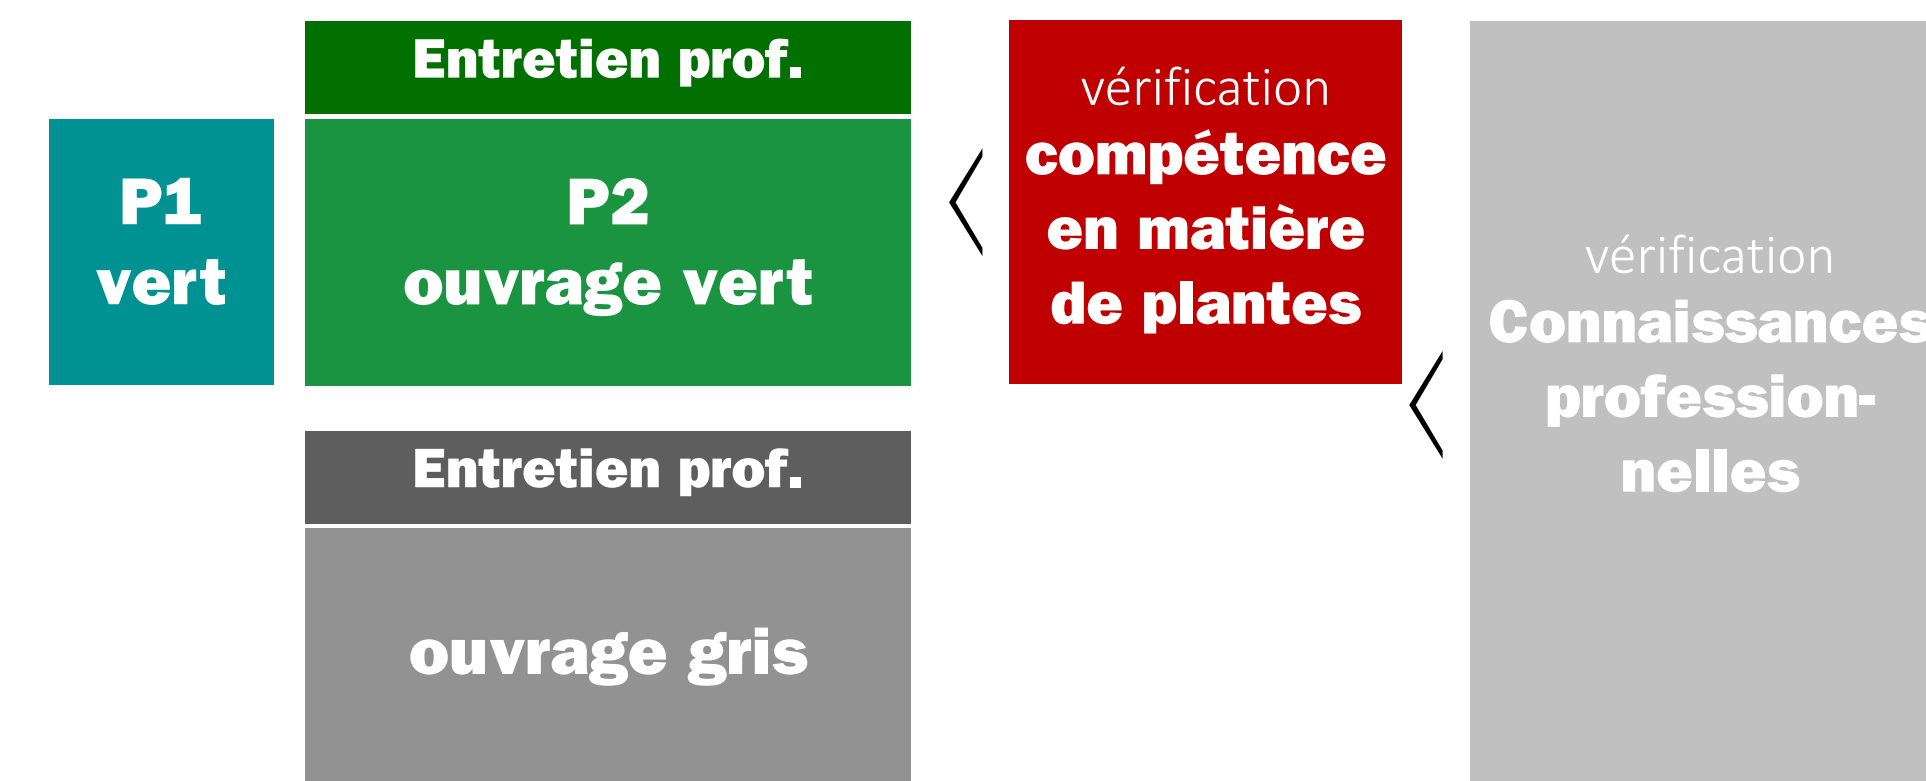 P1
vert
Entretien prof.
P2
ouvrage vert
Entretien prof.
ouvrage gris
vérification
compétence
en matière
de plantes
vérification
Connaissances
profession-
nelles